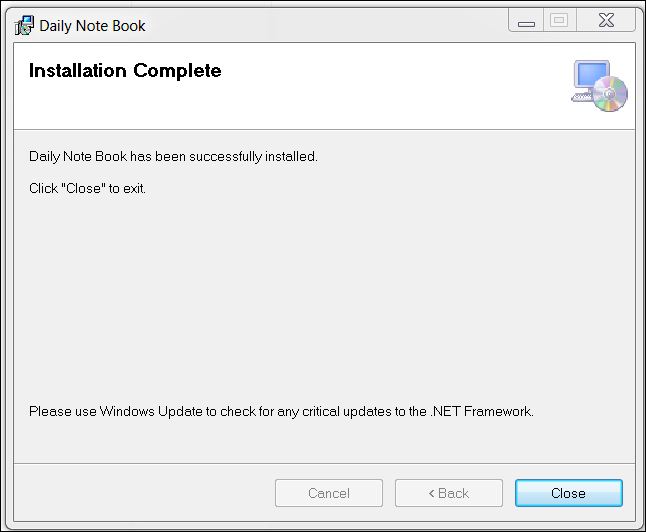 Daily Note Book
Installation Complete
Daily Note Book has been successfully installed.
Click "Close" to exit.
Please use Windows Update to check for any critical updates to the .NET Framework.
Cancel
< Back
Close